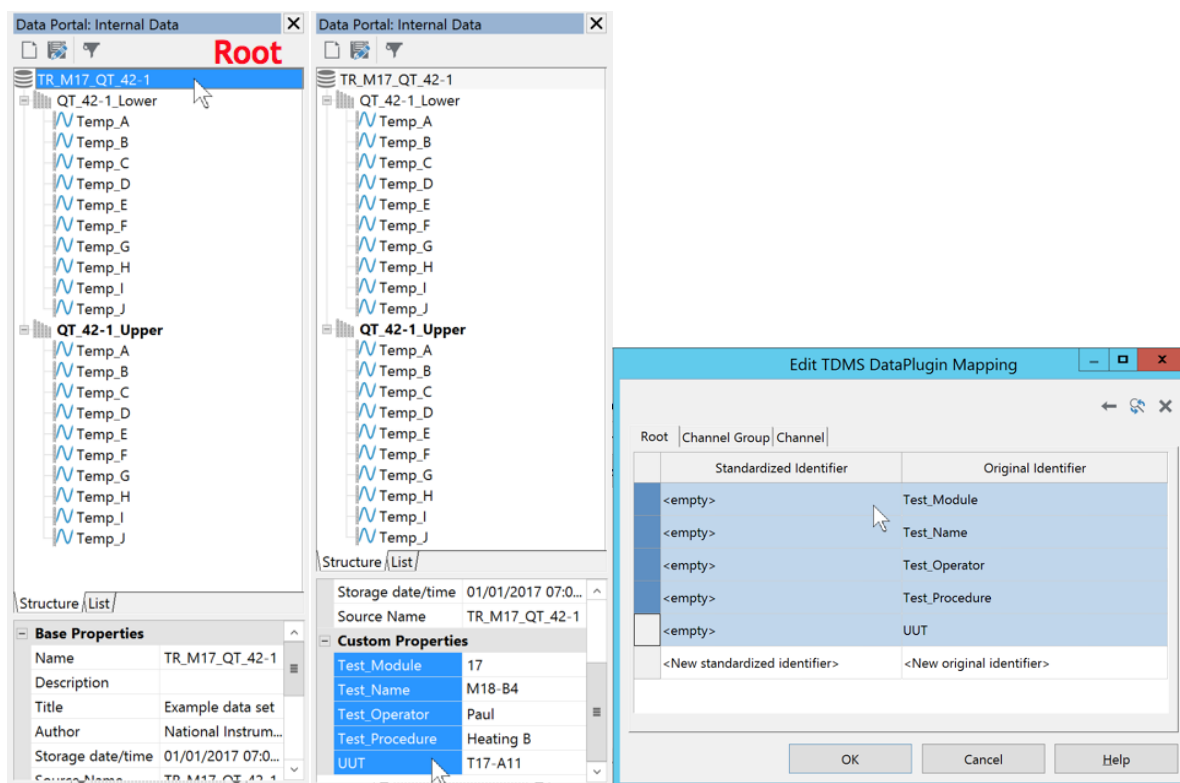 Data Portal: Internal Data
Root
TR_M17_QT_42-1
QT_42-1_Lower
Temp_A
Temp_B
Temp_C
Temp_D
Temp_E
Temp_F
Temp_G
Temp_H
Temp_I
Temp_J
QT_42-1_Upper
Temp_A
Temp_B
Temp_C
Temp_D
Temp_E
Temp_F
Temp_G
Temp_H
Temp_I
Temp_J
Structure List
Base Properties
Name TR_M17_QT_42-1
Description
Title Example data set
Author National Instrum...
Storage date/time 01/01/2017 07:0...
Source Name TR_M17_QT_42-1
Data Portal: Internal Data
TR_M17_QT_42-1
QT_42-1_Lower
Temp_A
Temp_B
Temp_C
Temp_D
Temp_E
Temp_F
Temp_G
Temp_H
Temp_I
Temp_J
QT_42-1_Upper
Temp_A
Temp_B
Temp_C
Temp_D
Temp_E
Temp_F
Temp_G
Temp_H
Temp_I
Temp_J
Structure List
Storage date/time 01/01/2017 07:0...
Source Name TR_M17_QT_42-1
Custom Properties
Test_Module 17
Test_Name M18-B4
Test_Operator Paul
Test_Procedure Heating B
UUT T17-A11
Edit TDMS DataPlugin Mapping
Root Channel Group Channel
Standardized Identifier Original Identifier
<empty> Test_Module
<empty> Test_Name
<empty> Test_Operator
<empty> Test_Procedure
<empty> UUT
<New standardized identifier> <New original identifier>
OK Cancel Help